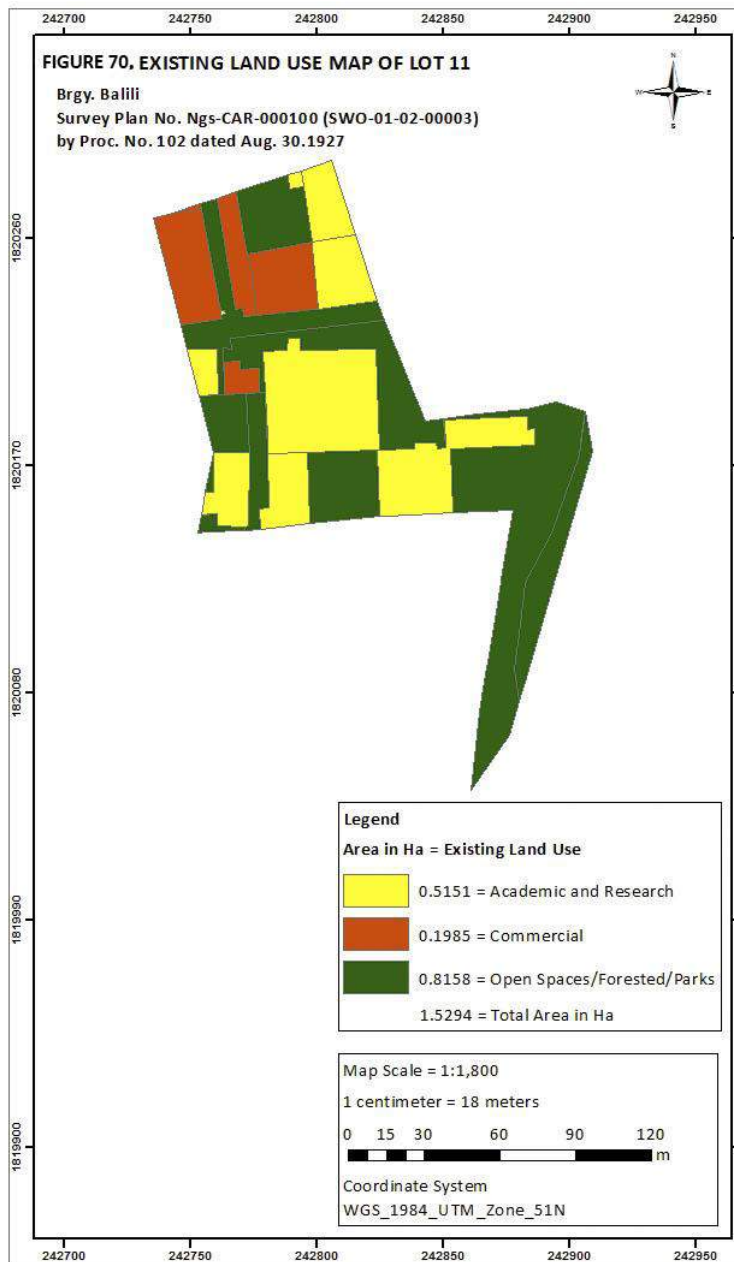 242700 242750 242800 242850 242900 242950
FIGURE 70. EXISTING LAND USE MAP OF LOT 11
Brgy. Balili
Survey Plan No. Ngs-CAR-000100 (SWO-01-02-00003)
by Proc. No. 102 dated Aug. 30.1927
N
W E
S
1820260
1820170
1820080
1819990
1819900
Legend
Area in Ha = Existing Land Use
0.5151 = Academic and Research
0.1985 = Commercial
0.8158 = Open Spaces/Forested/Parks
1.5294 = Total Area in Ha
Map Scale = 1:1,800
1 centimeter = 18 meters
0 15 30 60 90 120
m
Coordinate System
WGS_1984_UTM_Zone_51N
242700 242750 242800 242850 242900 242950